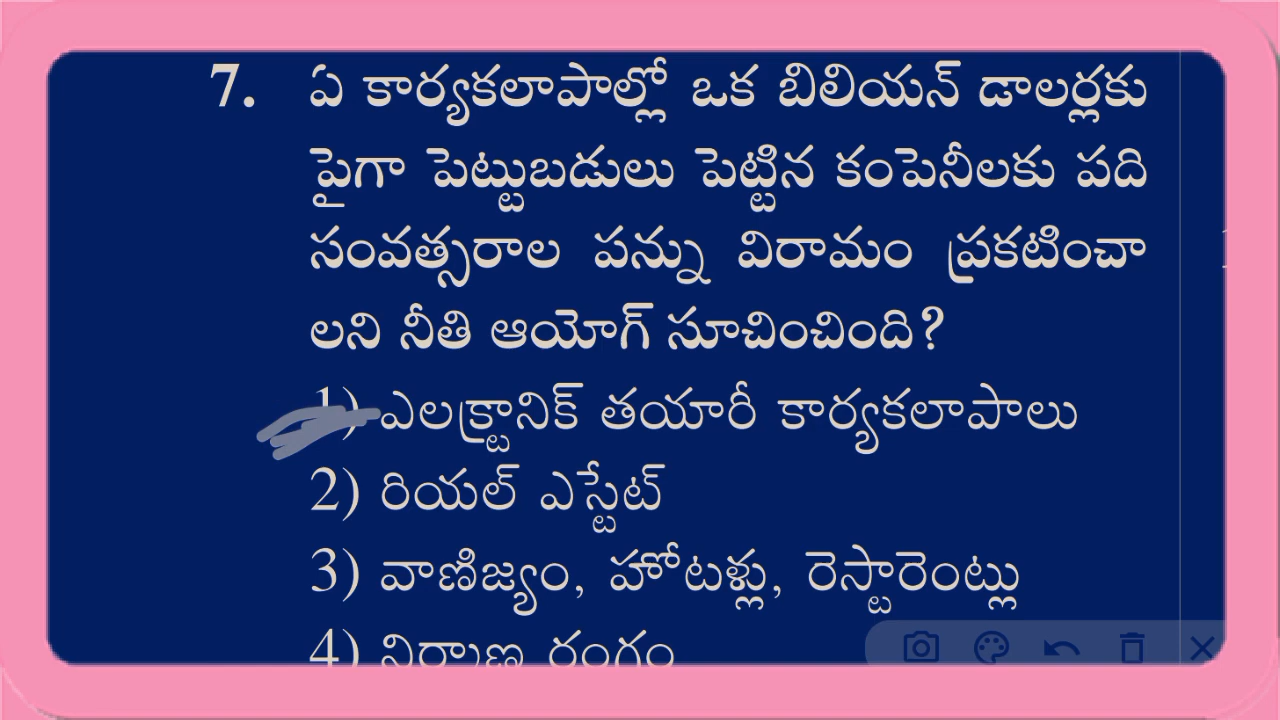 7. ఏ కార్యకలాపాల్లో ఒక బిలియన్ డాలర్లకు
పైగా పెట్టుబడులు పెట్టిన కంపెనీలకు పది
సంవత్సరాల పన్ను విరామం ప్రకటించా
లని నీతి ఆయోగ్ సూచించింది?
1) ఎలక్ట్రానిక్ తయారీ కార్యకలాపాలు
2) రియల్ ఎస్టేట్
3) వాణిజ్యం, హోటళ్లు, రెస్టారెంట్లు
4) నిర్మాణ రంగం